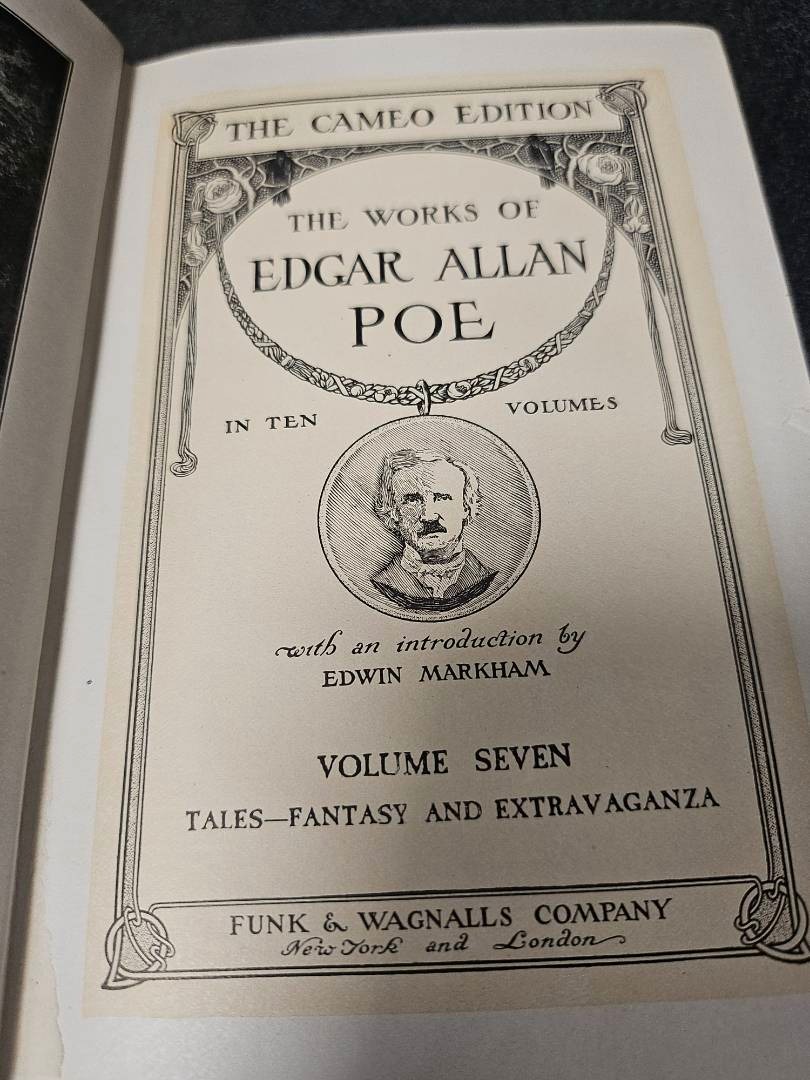 THE CAMEO EDITION
THE WORKS OF
EDGAR ALLAN
POE
IN TEN VOLUMES
with an introduction by
EDWIN MARKHAM
VOLUME SEVEN
TALES—FANTASY AND EXTRAVAGANZA
FUNK & WAGNALLS COMPANY
New York and London